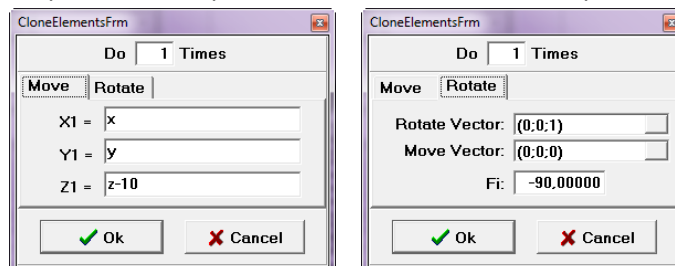 CloneElementsFrm
Do 1 Times
Move Rotate
X1 = x
Y1 = y
Z1 = z-10
Ok Cancel
CloneElementsFrm
Do 1 Times
Move Rotate
Rotate Vector: (0;0;1)
Move Vector: (0;0;0)
Fi: -90,00000
Ok Cancel